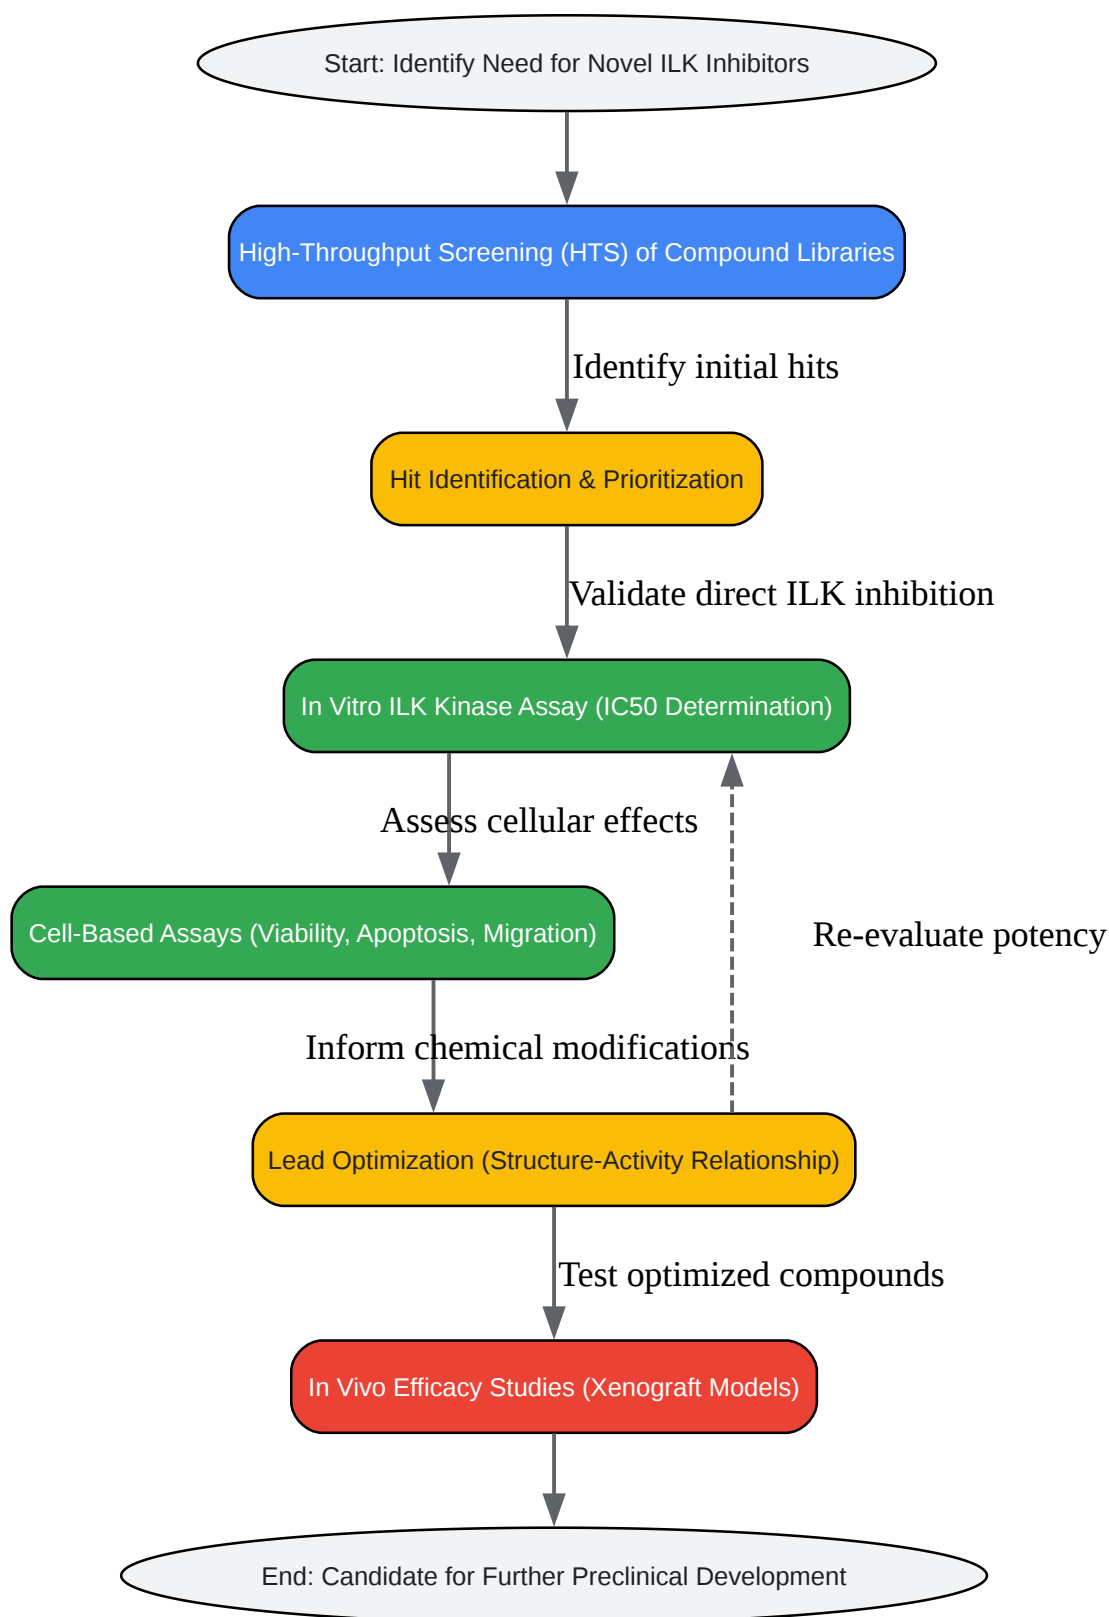 Start: Identify Need for Novel ILK Inhibitors
High-Throughput Screening (HTS) of Compound Libraries
Identify initial hits
Hit Identification & Prioritization
Validate direct ILK inhibition
In Vitro ILK Kinase Assay (IC50 Determination)
Assess cellular effects
Cell-Based Assays (Viability, Apoptosis, Migration)
Re-evaluate potency
Inform chemical modifications
Lead Optimization (Structure-Activity Relationship)
Test optimized compounds
In Vivo Efficacy Studies (Xenograft Models)
End: Candidate for Further Preclinical Development